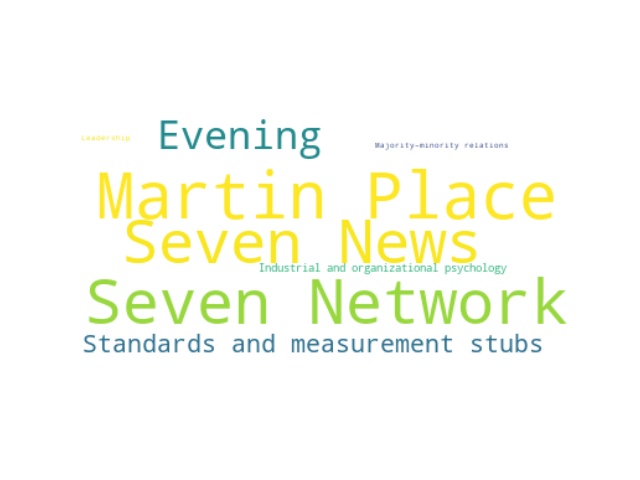 Leadership
Evening
Majority-minority relations
Martin Place
Seven News
Industrial and organizational psychology
Seven Network
Standards and measurement stubs